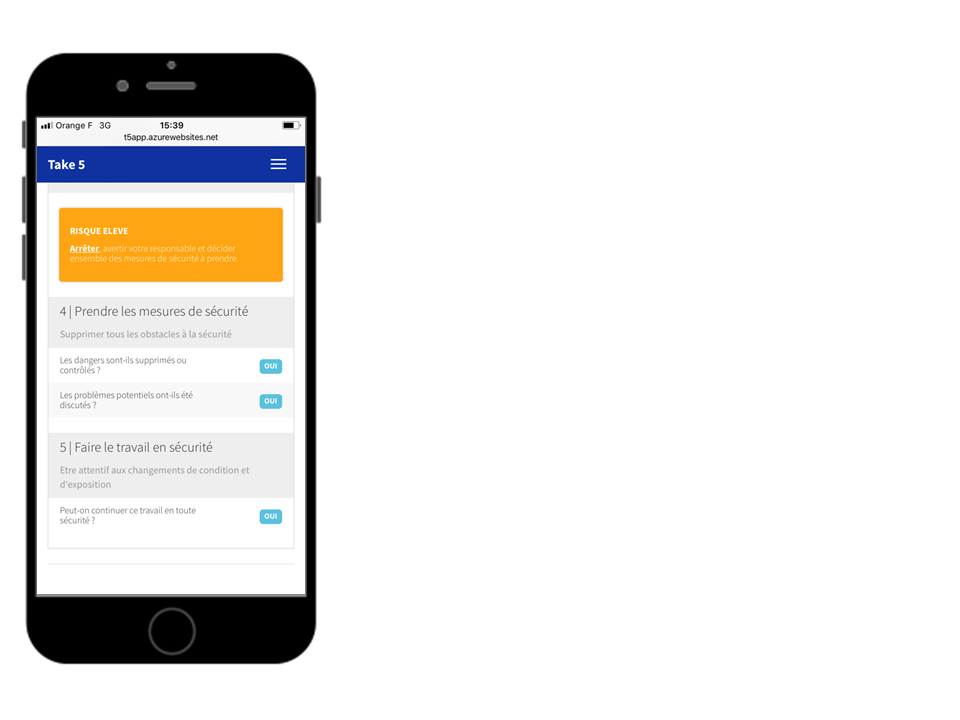 Orange F 3G 15:39
t5app.azurewebsites.net
Take 5
RISQUE ELEVE
Arrêter, avertir votre responsable et décider
ensemble des mesures de sécurité à prendre.
4 | Prendre les mesures de sécurité
Supprimer tous les obstacles à la sécurité
Les dangers sont-ils supprimés ou
contrôlés ?
OUI
Les problèmes potentiels ont-ils été
discutés ?
OUI
5 | Faire le travail en sécurité
Etre attentif aux changements de condition et
d'exposition
Peut-on continuer ce travail en toute
sécurité ?
OUI